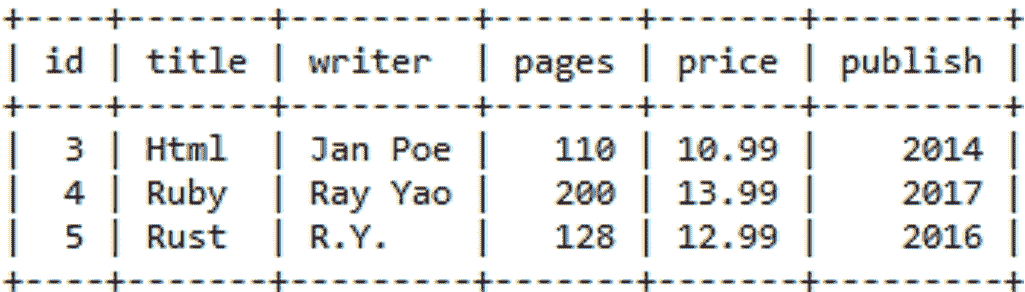 +----+-------+---------+-------+-------+---------+
| id | title | writer  | pages | price | publish |
+----+-------+---------+-------+-------+---------+
|  3 | Html  | Jan Poe |   110 | 10.99 |    2014 |
|  4 | Ruby  | Ray Yao |   200 | 13.99 |    2017 |
|  5 | Rust  | R.Y.    |   128 | 12.99 |    2016 |
+----+-------+---------+-------+-------+---------+